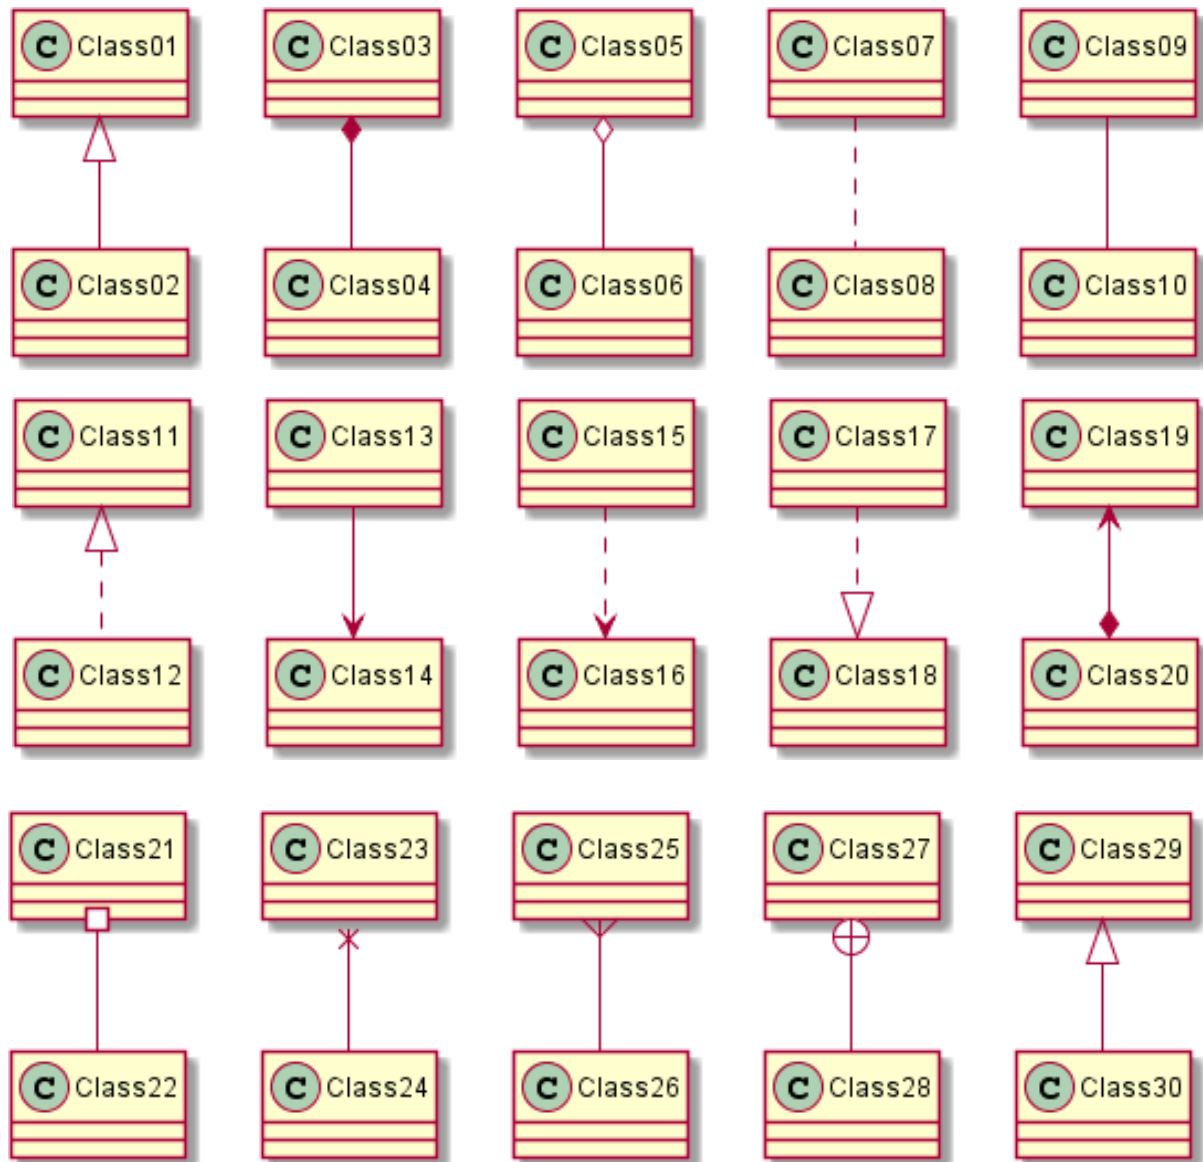 C Class01 C Class03 C Class05 C Class07 C Class09
C Class02 C Class04 C Class06 C Class08 C Class10
C Class11 C Class13 C Class15 C Class17 C Class19
C Class12 C Class14 C Class16 C Class18 C Class20
C Class21 C Class23 C Class25 C Class27 C Class29
C Class22 C Class24 C Class26 C Class28 C Class30